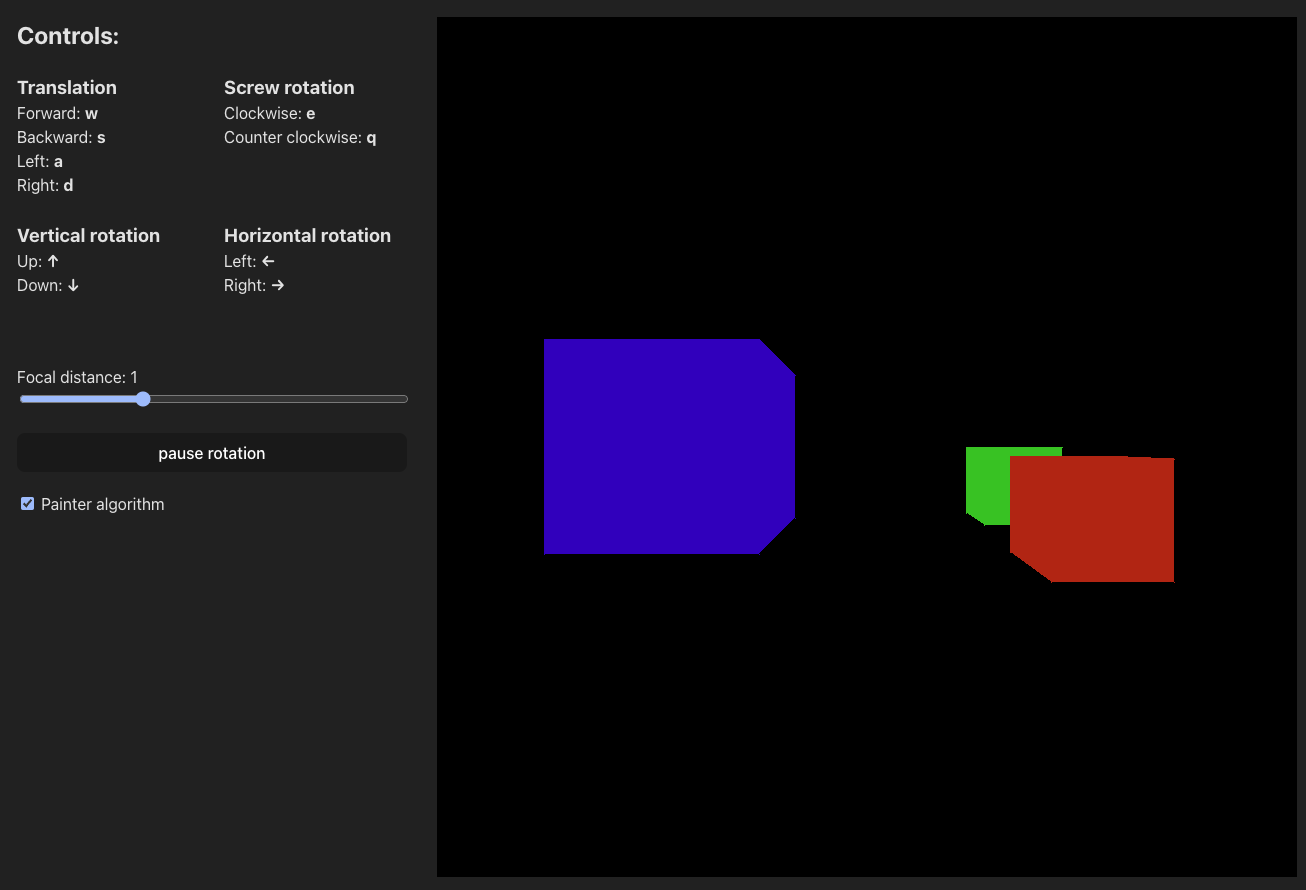 Controls:
Translation
Forward: w
Backward: s
Left: a
Right: d
Screw rotation
Clockwise: e
Counter clockwise: q
Vertical rotation
Up: ↑
Down: ↓
Horizontal rotation
Left: ←
Right: →
Focal distance: 1
pause rotation
Painter algorithm